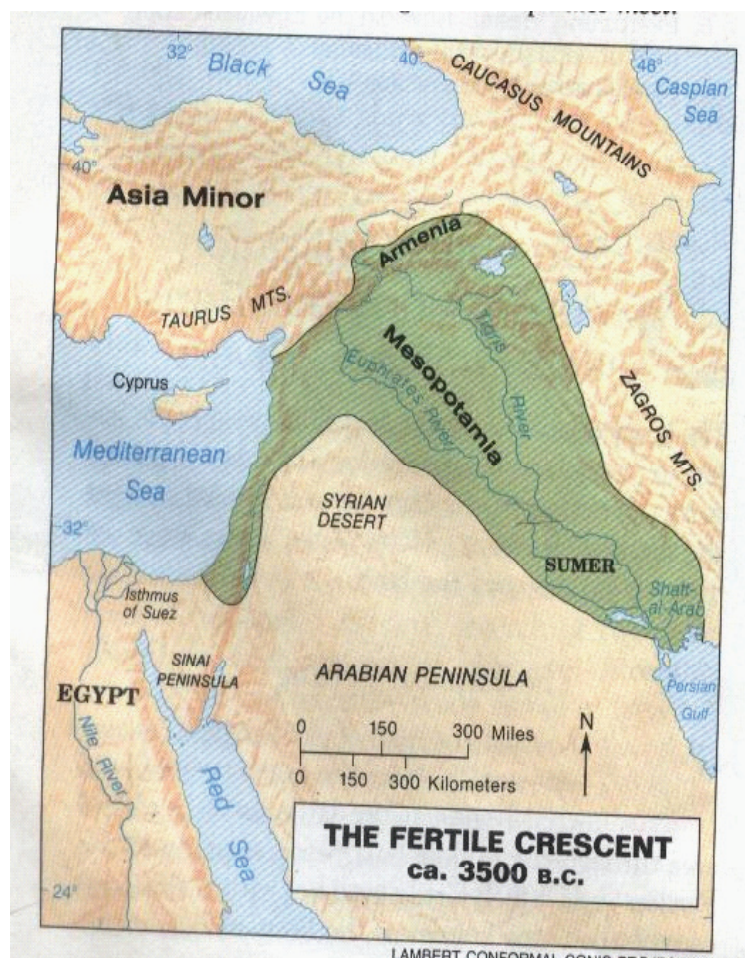 32°
Black Sea
40°
48°
Caspian
Sea
CAUCASUS MOUNTAINS
40°
Asia Minor
Armenia
TAURUS MTS.
Tigris River
Mesopotamia
Euphrates River
Cyprus
ZAGROS MTS.
Mediterranean
Sea
SYRIAN
DESERT
32°
SUMER
Isthmus
of Suez
Shatt-
al-Arab
SINAI
PENINSULA
ARABIAN PENINSULA
EGYPT
Persian
Gulf
Nile River
Red Sea
N
0 150 300 Miles
0 150 300 Kilometers
THE FERTILE CRESCENT
ca. 3500 B.C.
24°
LAMBERT CONFORMAL CONIC